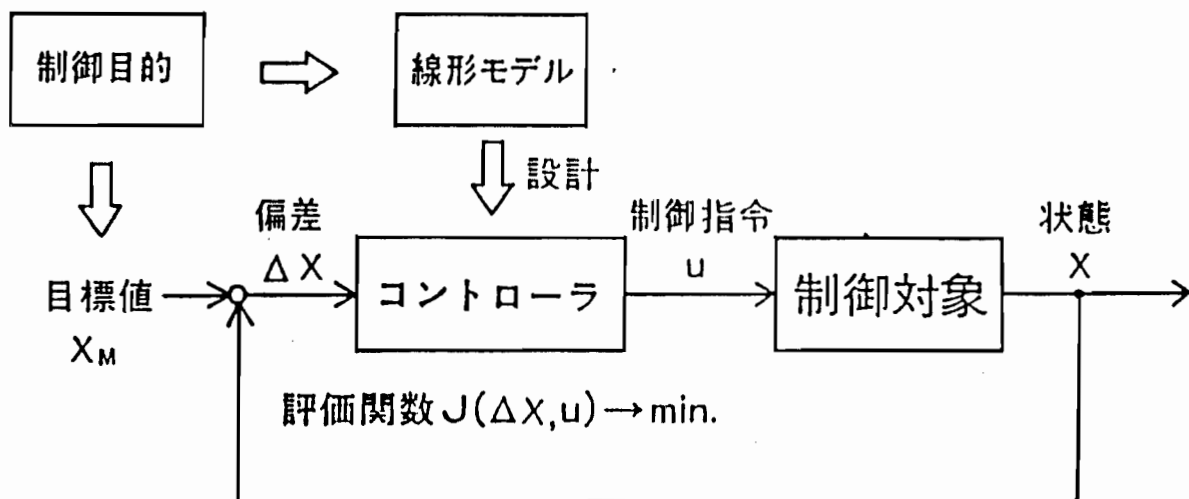 制御目的
線形モデル
設計
偏差
ΔX
制御指令
u
状態
X
目標値
XM
コントローラ
制御対象
評価関数J(ΔX,u)→min.